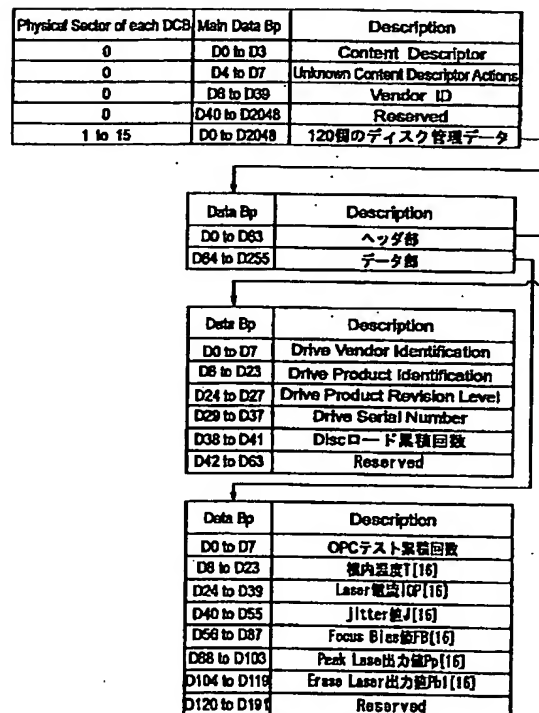 Physical Sector of each DCB Main Data Bp Description
0 D0 to D3 Content Descriptor
0 D4 to D7 Unknown Content Descriptor Actions
0 D8 to D39 Vendor ID
0 D40 to D2048 Reserved
1 to 15 D0 to D2048 120個のディスク管理データ
Data Bp Description
D0 to D63 ヘッダ部
D64 to D255 データ部
Data Bp Description
D0 to D7 Drive Vendor Identification
D8 to D23 Drive Product Identification
D24 to D27 Drive Product Revision Level
D29 to D37 Drive Serial Number
D38 to D41 Discロード累積回数
D42 to D63 Reserved
Data Bp Description
D0 to D7 OPCテスト累積回数
D8 to D23 機内温度T[16]
D24 to D39 Laser電流IOP[16]
D40 to D55 Jitter値J[16]
D56 to D87 Focus Bias値FB[16]
D88 to D103 Peak Lase出力値Pp[16]
D104 to D119 Erase Laser出力値Pb1[16]
D120 to D191 Reserved